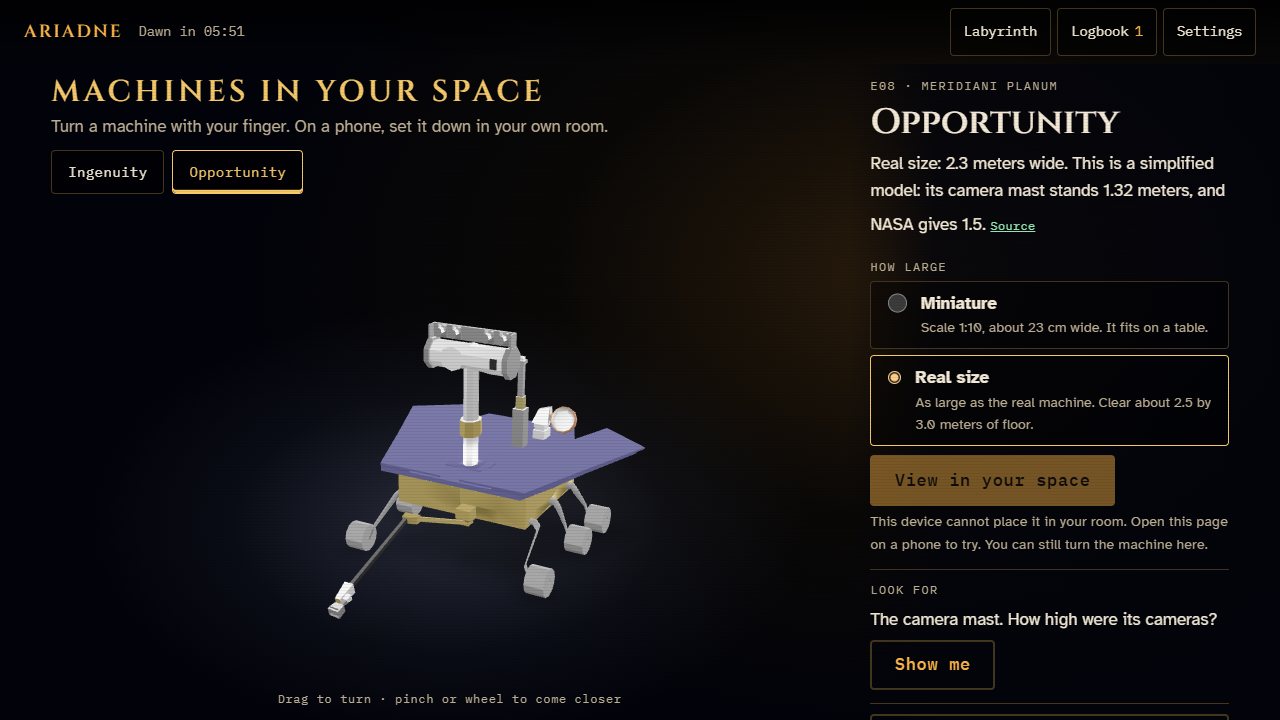 ARIADNE
Dawn in 05:51
Labyrinth
Logbook 1
Settings
MACHINES IN YOUR SPACE
Turn a machine with your finger. On a phone, set it down in your own room.
Ingenuity
Opportunity
Drag to turn · pinch or wheel to come closer
E08 · MERIDIANI PLANUM
OPPORTUNITY
Real size: 2.3 meters wide. This is a simplified
model: its camera mast stands 1.32 meters, and
NASA gives 1.5. Source
HOW LARGE
Miniature
Scale 1:10, about 23 cm wide. It fits on a table.
Real size
As large as the real machine. Clear about 2.5 by
3.0 meters of floor.
View in your space
This device cannot place it in your room. Open this page
on a phone to try. You can still turn the machine here.
LOOK FOR
The camera mast. How high were its cameras?
Show me